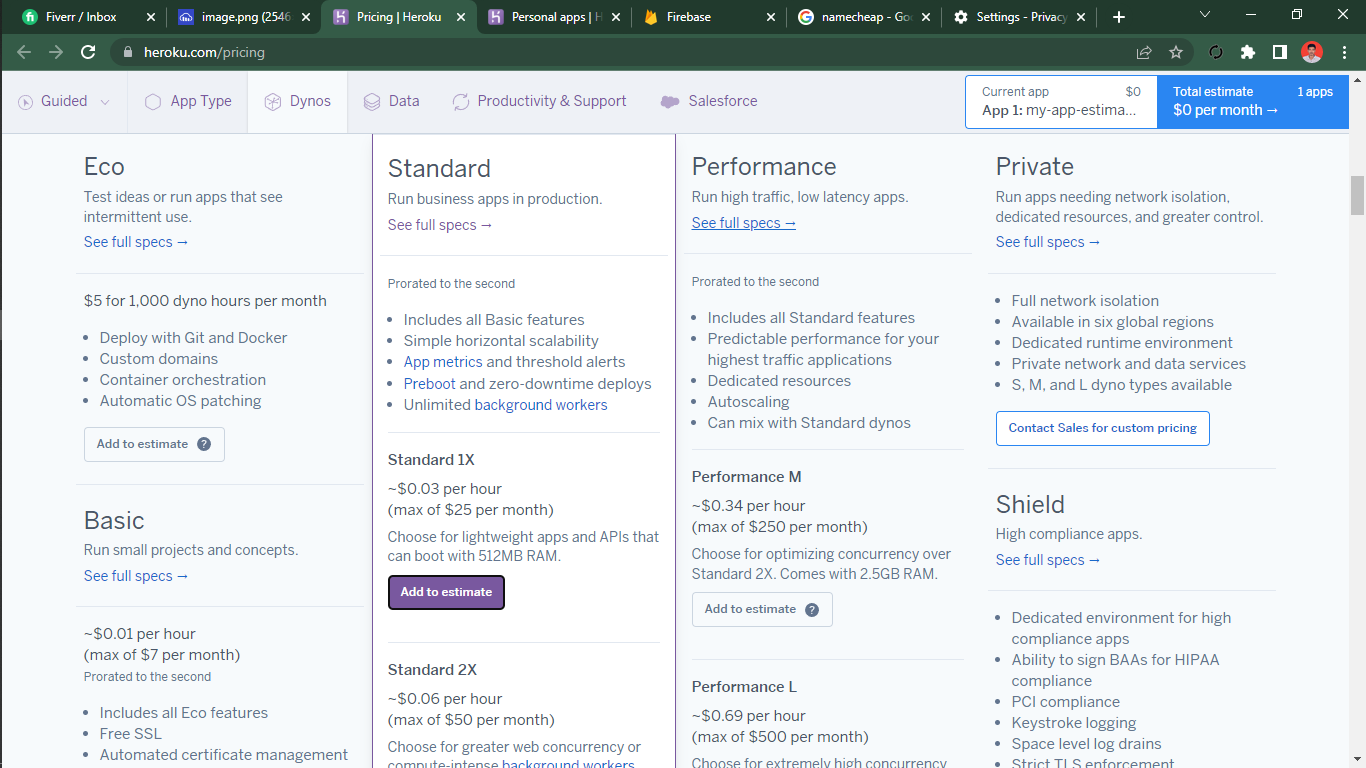 Fiverr / Inbox
image.png (2546
Pricing | Heroku
Personal apps | H
Firebase
namecheap - Goo
Settings - Privacy
heroku.com/pricing
Guided
App Type
Dynos
Data
Productivity & Support
Salesforce
Current app $0
App 1: my-app-estima...
Total estimate 1 apps
$0 per month →
Eco
Test ideas or run apps that see
intermittent use.
See full specs →
$5 for 1,000 dyno hours per month
• Deploy with Git and Docker
• Custom domains
• Container orchestration
• Automatic OS patching
Add to estimate ?
Basic
Run small projects and concepts.
See full specs →
~$0.01 per hour
(max of $7 per month)
Prorated to the second
• Includes all Eco features
• Free SSL
• Automated certificate management
Standard
Run business apps in production.
See full specs →
Prorated to the second
• Includes all Basic features
• Simple horizontal scalability
• App metrics and threshold alerts
• Preboot and zero-downtime deploys
• Unlimited background workers
Standard 1X
~$0.03 per hour
(max of $25 per month)
Choose for lightweight apps and APIs that
can boot with 512MB RAM.
Add to estimate
Standard 2X
~$0.06 per hour
(max of $50 per month)
Choose for greater web concurrency or
compute-intense background workers
Performance
Run high traffic, low latency apps.
See full specs →
Prorated to the second
• Includes all Standard features
• Predictable performance for your
highest traffic applications
• Dedicated resources
• Autoscaling
• Can mix with Standard dynos
Performance M
~$0.34 per hour
(max of $250 per month)
Choose for optimizing concurrency over
Standard 2X. Comes with 2.5GB RAM.
Add to estimate ?
Performance L
~$0.69 per hour
(max of $500 per month)
Choose for extremely high concurrency
Private
Run apps needing network isolation,
dedicated resources, and greater control.
See full specs →
• Full network isolation
• Available in six global regions
• Dedicated runtime environment
• Private network and data services
• S, M, and L dyno types available
Contact Sales for custom pricing
Shield
High compliance apps.
See full specs →
• Dedicated environment for high
compliance apps
• Ability to sign BAAs for HIPAA
compliance
• PCI compliance
• Keystroke logging
• Space level log drains
• Strict TLS enforcement